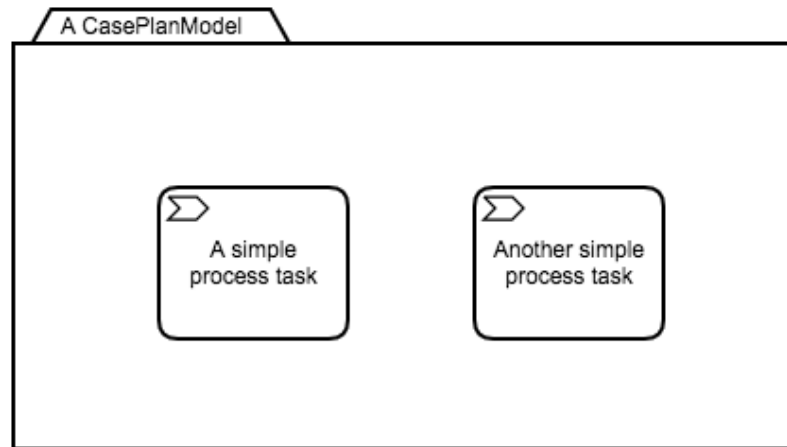 A CasePlanModel
A simple
process task
Another simple
process task